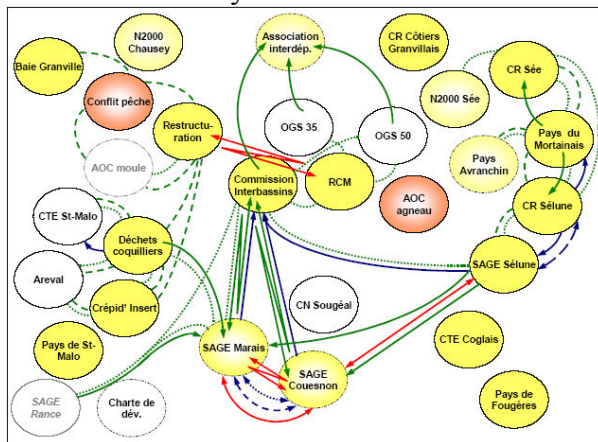 N2000
Chausey
Association
interdép.
CR Côtiers
Granvillais
Baie Granville
CR Sée
Conflit pêche
N2000 Sée
Restructu-
ration
OGS 35
OGS 50
Pays du
Mortainais
AOC moule
Pays
Avranchin
Commission
Interbassins
RCM
AOC
agneau
CTE St-Malo
CR Sélune
Déchets
coquilliers
SAGE Sélune
Areval
Crépid' Insert
CN Sougéal
Pays de St-
Malo
SAGE Marais
CTE Coglais
SAGE
Couesnon
SAGE
Rance
Charte de
dév.
Pays de
Fougères